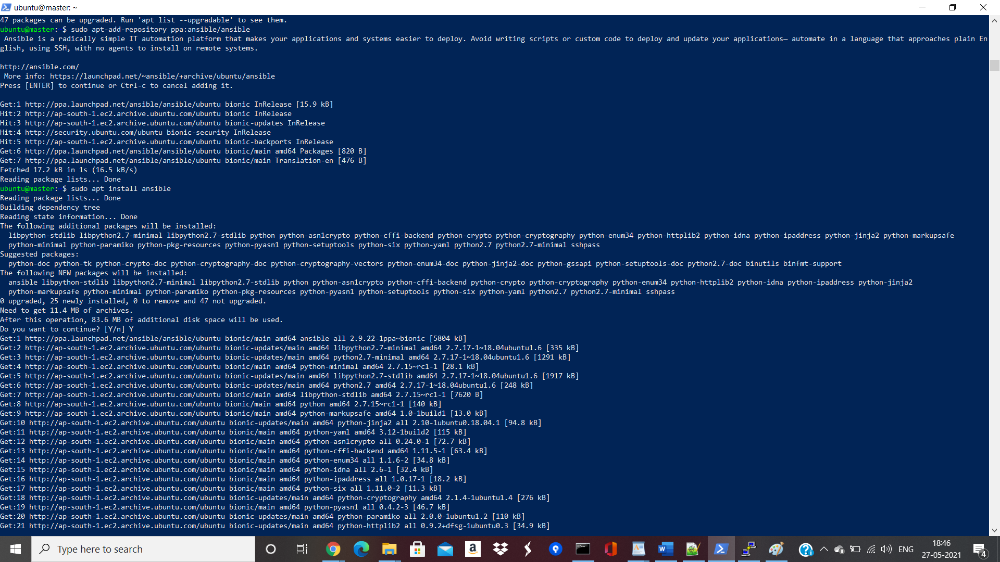 ubuntu@master: ~
47 packages can be upgraded. Run 'apt list --upgradable' to see them.
ubuntu@master: $ sudo apt-add-repository ppa:ansible/ansible
Ansible is a radically simple IT automation platform that makes your applications and systems easier to deploy. Avoid writing scripts or custom code to deploy and update your applications— automate in a language that approaches plain En
glish, using SSH, with no agents to install on remote systems.
http://ansible.com/
More info: https://launchpad.net/~ansible/+archive/ubuntu/ansible
Press [ENTER] to continue or Ctrl-c to cancel adding it.
Get:1 http://ppa.launchpad.net/ansible/ansible/ubuntu bionic InRelease [15.9 kB]
Hit:2 http://ap-south-1.ec2.archive.ubuntu.com/ubuntu bionic InRelease
Hit:3 http://ap-south-1.ec2.archive.ubuntu.com/ubuntu bionic-updates InRelease
Hit:4 http://security.ubuntu.com/ubuntu bionic-security InRelease
Hit:5 http://ap-south-1.ec2.archive.ubuntu.com/ubuntu bionic-backports InRelease
Get:6 http://ppa.launchpad.net/ansible/ansible/ubuntu bionic/main amd64 Packages [820 B]
Get:7 http://ppa.launchpad.net/ansible/ansible/ubuntu bionic/main Translation-en [476 B]
Fetched 17.2 kB in 1s (16.5 kB/s)
Reading package lists... Done
ubuntu@master: $ sudo apt install ansible
Reading package lists... Done
Building dependency tree
Reading state information... Done
The following additional packages will be installed:
libpython-stdlib libpython2.7-minimal libpython2.7-stdlib python python-asn1crypto python-cffi-backend python-crypto python-cryptography python-enum34 python-httplib2 python-idna python-ipaddress python-jinja2 python-markupsafe
python-minimal python-paramiko python-pkg-resources python-pyasn1 python-setuptools python-six python-yaml python2.7 python2.7-minimal sshpass
Suggested packages:
python-doc python-tk python-crypto-doc python-cryptography-doc python-cryptography-vectors python-enum34-doc python-jinja2-doc python-gssapi python-setuptools-doc python2.7-doc binutils binfmt-support
The following NEW packages will be installed:
ansible libpython-stdlib libpython2.7-minimal libpython2.7-stdlib python python-asn1crypto python-cffi-backend python-crypto python-cryptography python-enum34 python-httplib2 python-idna python-ipaddress python-jinja2
python-markupsafe python-minimal python-paramiko python-pkg-resources python-pyasn1 python-setuptools python-six python-yaml python2.7 python2.7-minimal sshpass
0 upgraded, 25 newly installed, 0 to remove and 47 not upgraded.
Need to get 11.4 MB of archives.
After this operation, 83.6 MB of additional disk space will be used.
Do you want to continue? [Y/n] Y
Get:1 http://ppa.launchpad.net/ansible/ansible/ubuntu bionic/main amd64 ansible all 2.9.22-1ppa~bionic [5804 kB]
Get:2 http://ap-south-1.ec2.archive.ubuntu.com/ubuntu bionic-updates/main amd64 libpython2.7-minimal amd64 2.7.17-1~18.04ubuntu1.6 [335 kB]
Get:3 http://ap-south-1.ec2.archive.ubuntu.com/ubuntu bionic-updates/main amd64 python2.7-minimal amd64 2.7.17-1~18.04ubuntu1.6 [1291 kB]
Get:4 http://ap-south-1.ec2.archive.ubuntu.com/ubuntu bionic/main amd64 python-minimal amd64 2.7.15~rc1-1 [28.1 kB]
Get:5 http://ap-south-1.ec2.archive.ubuntu.com/ubuntu bionic-updates/main amd64 libpython2.7-stdlib amd64 2.7.17-1~18.04ubuntu1.6 [1917 kB]
Get:6 http://ap-south-1.ec2.archive.ubuntu.com/ubuntu bionic-updates/main amd64 python2.7 amd64 2.7.17-1~18.04ubuntu1.6 [248 kB]
Get:7 http://ap-south-1.ec2.archive.ubuntu.com/ubuntu bionic/main amd64 libpython-stdlib amd64 2.7.15~rc1-1 [7620 B]
Get:8 http://ap-south-1.ec2.archive.ubuntu.com/ubuntu bionic/main amd64 python amd64 2.7.15~rc1-1 [140 kB]
Get:9 http://ap-south-1.ec2.archive.ubuntu.com/ubuntu bionic/main amd64 python-markupsafe amd64 1.0-1build1 [13.0 kB]
Get:10 http://ap-south-1.ec2.archive.ubuntu.com/ubuntu bionic-updates/main amd64 python-jinja2 all 2.10-1ubuntu0.18.04.1 [94.8 kB]
Get:11 http://ap-south-1.ec2.archive.ubuntu.com/ubuntu bionic/main amd64 python-yaml amd64 3.12-1build2 [115 kB]
Get:12 http://ap-south-1.ec2.archive.ubuntu.com/ubuntu bionic/main amd64 python-asn1crypto all 0.24.0-1 [72.7 kB]
Get:13 http://ap-south-1.ec2.archive.ubuntu.com/ubuntu bionic/main amd64 python-cffi-backend amd64 1.11.5-1 [63.4 kB]
Get:14 http://ap-south-1.ec2.archive.ubuntu.com/ubuntu bionic/main amd64 python-enum34 all 1.1.6-2 [34.8 kB]
Get:15 http://ap-south-1.ec2.archive.ubuntu.com/ubuntu bionic/main amd64 python-idna all 2.6-1 [32.4 kB]
Get:16 http://ap-south-1.ec2.archive.ubuntu.com/ubuntu bionic/main amd64 python-ipaddress all 1.0.17-1 [18.2 kB]
Get:17 http://ap-south-1.ec2.archive.ubuntu.com/ubuntu bionic/main amd64 python-six all 1.11.0-2 [11.3 kB]
Get:18 http://ap-south-1.ec2.archive.ubuntu.com/ubuntu bionic-updates/main amd64 python-cryptography amd64 2.1.4-1ubuntu1.4 [276 kB]
Get:19 http://ap-south-1.ec2.archive.ubuntu.com/ubuntu bionic/main amd64 python-pyasn1 all 0.4.2-3 [46.7 kB]
Get:20 http://ap-south-1.ec2.archive.ubuntu.com/ubuntu bionic-updates/main amd64 python-paramiko all 2.0.0-1ubuntu1.2 [110 kB]
Get:21 http://ap-south-1.ec2.archive.ubuntu.com/ubuntu bionic-updates/main amd64 python-httplib2 all 0.9.2+dfsg-1ubuntu0.3 [34.9 kB]
Type here to search
ENG
18:46
27-05-2021
4